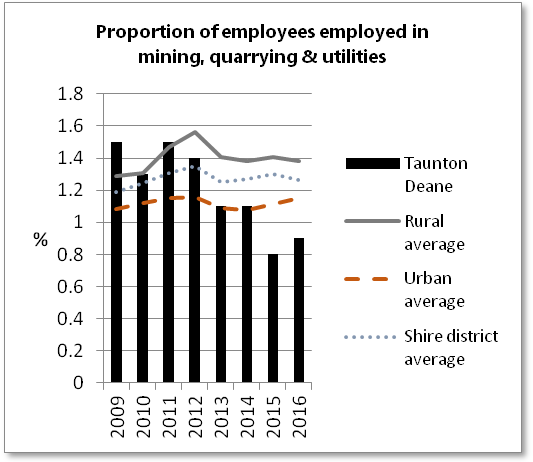 Proportion of employees employed in
mining, quarrying & utilities
1.8
1.6
1.4
1.2
1
0.8
0.6
0.4
0.2
0
%
2009
2010
2011
2012
2013
2014
2015
2016
Taunton
Deane
Rural
average
Urban
average
Shire district
average